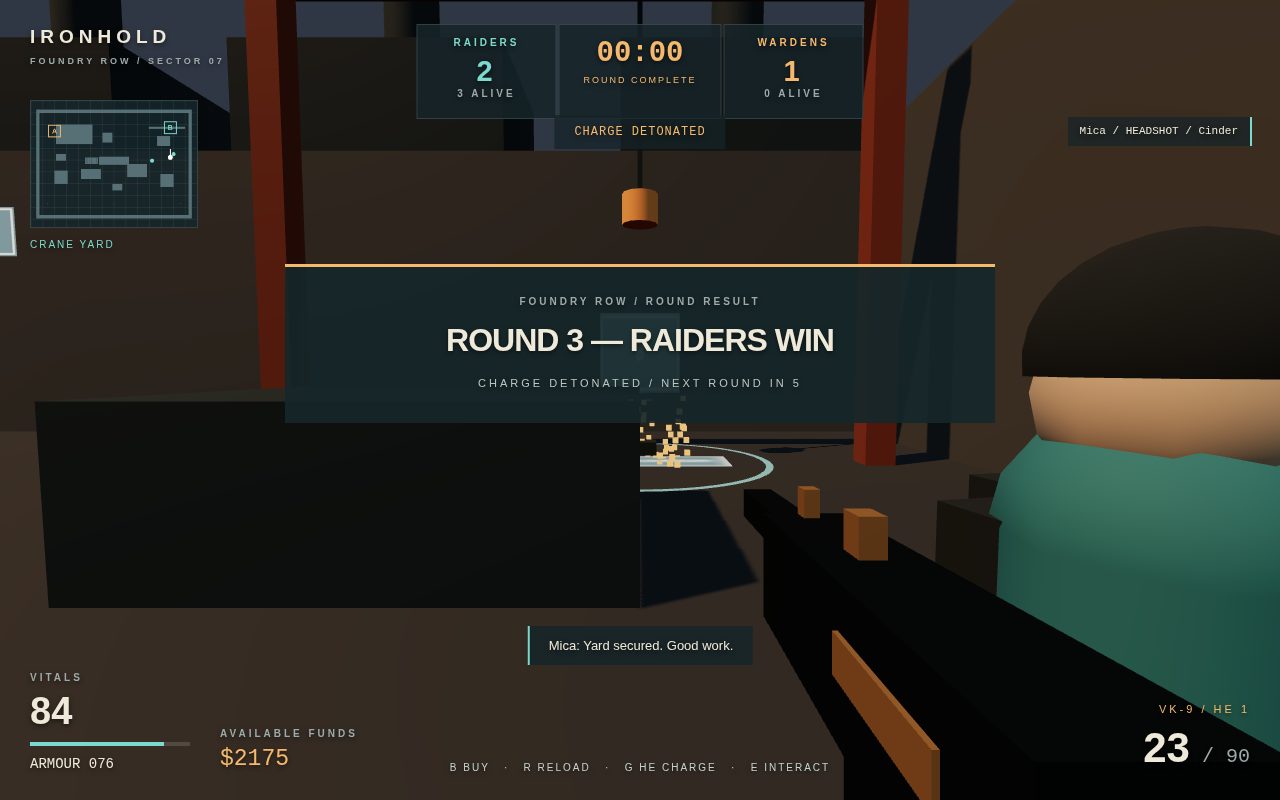 IRONHOLD
FOUNDRY ROW / SECTOR 07
A
B
CRANE YARD
RAIDERS
2
3 ALIVE
00:00
ROUND COMPLETE
WARDENS
1
0 ALIVE
CHARGE DETONATED
Mica / HEADSHOT / Cinder
FOUNDRY ROW / ROUND RESULT
ROUND 3 — RAIDERS WIN
CHARGE DETONATED / NEXT ROUND IN 5
Mica: Yard secured. Good work.
VITALS
84
ARMOUR 076
AVAILABLE FUNDS
$2175
B BUY · R RELOAD · G HE CHARGE · E INTERACT
VK-9 / HE 1
23 / 90